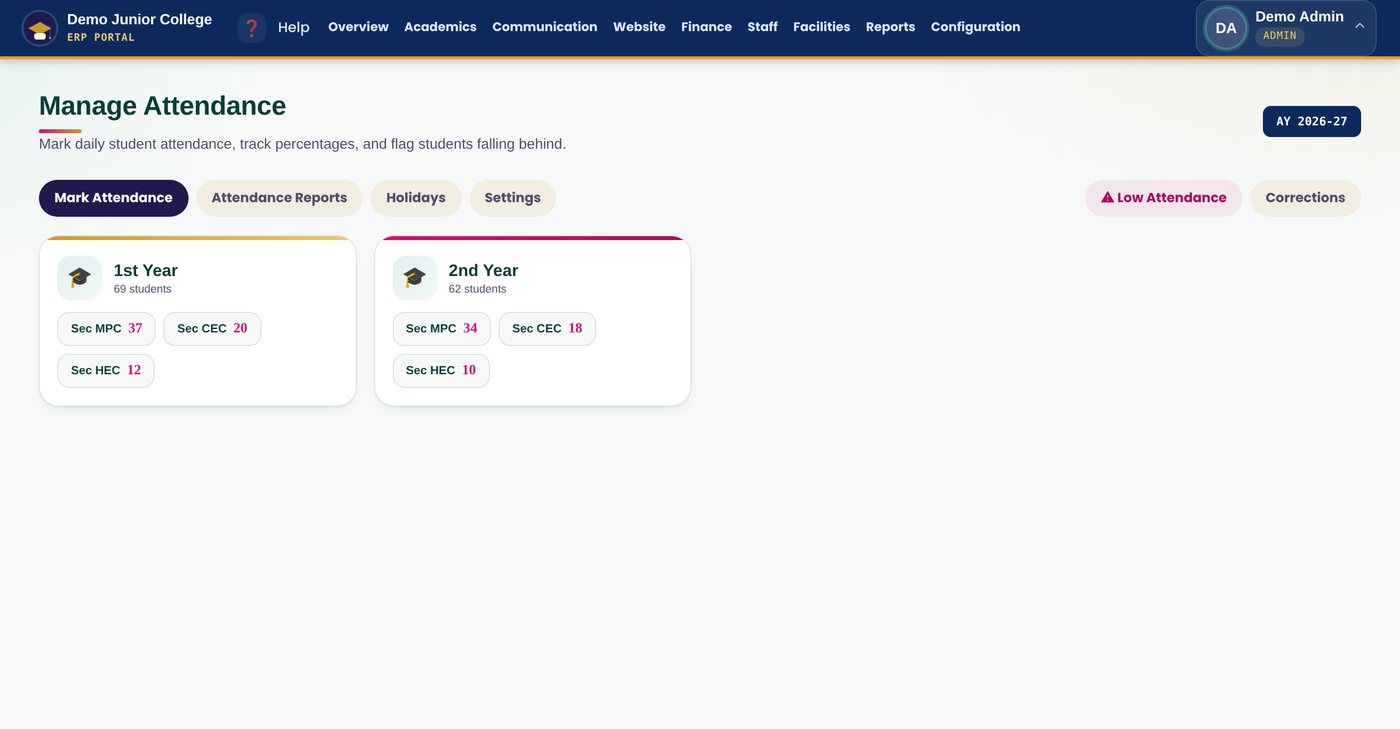 Demo Junior College
ERP PORTAL
❓ Help Overview Academics Communication Website Finance Staff Facilities Reports Configuration
DA
Demo Admin
ADMIN
Manage Attendance
Mark daily student attendance, track percentages, and flag students falling behind.
AY 2026-27
Mark Attendance Attendance Reports Holidays Settings
⚠ Low Attendance Corrections
1st Year
69 students
Sec MPC 37 Sec CEC 20
Sec HEC 12
2nd Year
62 students
Sec MPC 34 Sec CEC 18
Sec HEC 10